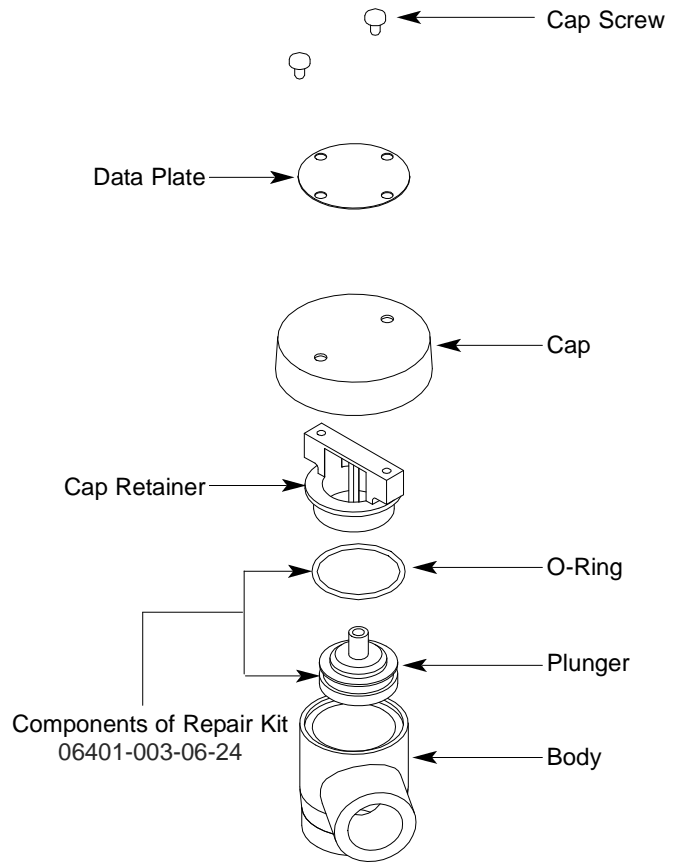 Cap Screw
Data Plate
Cap
Cap Retainer
O-Ring
Plunger
Components of Repair Kit
06401-003-06-24
Body